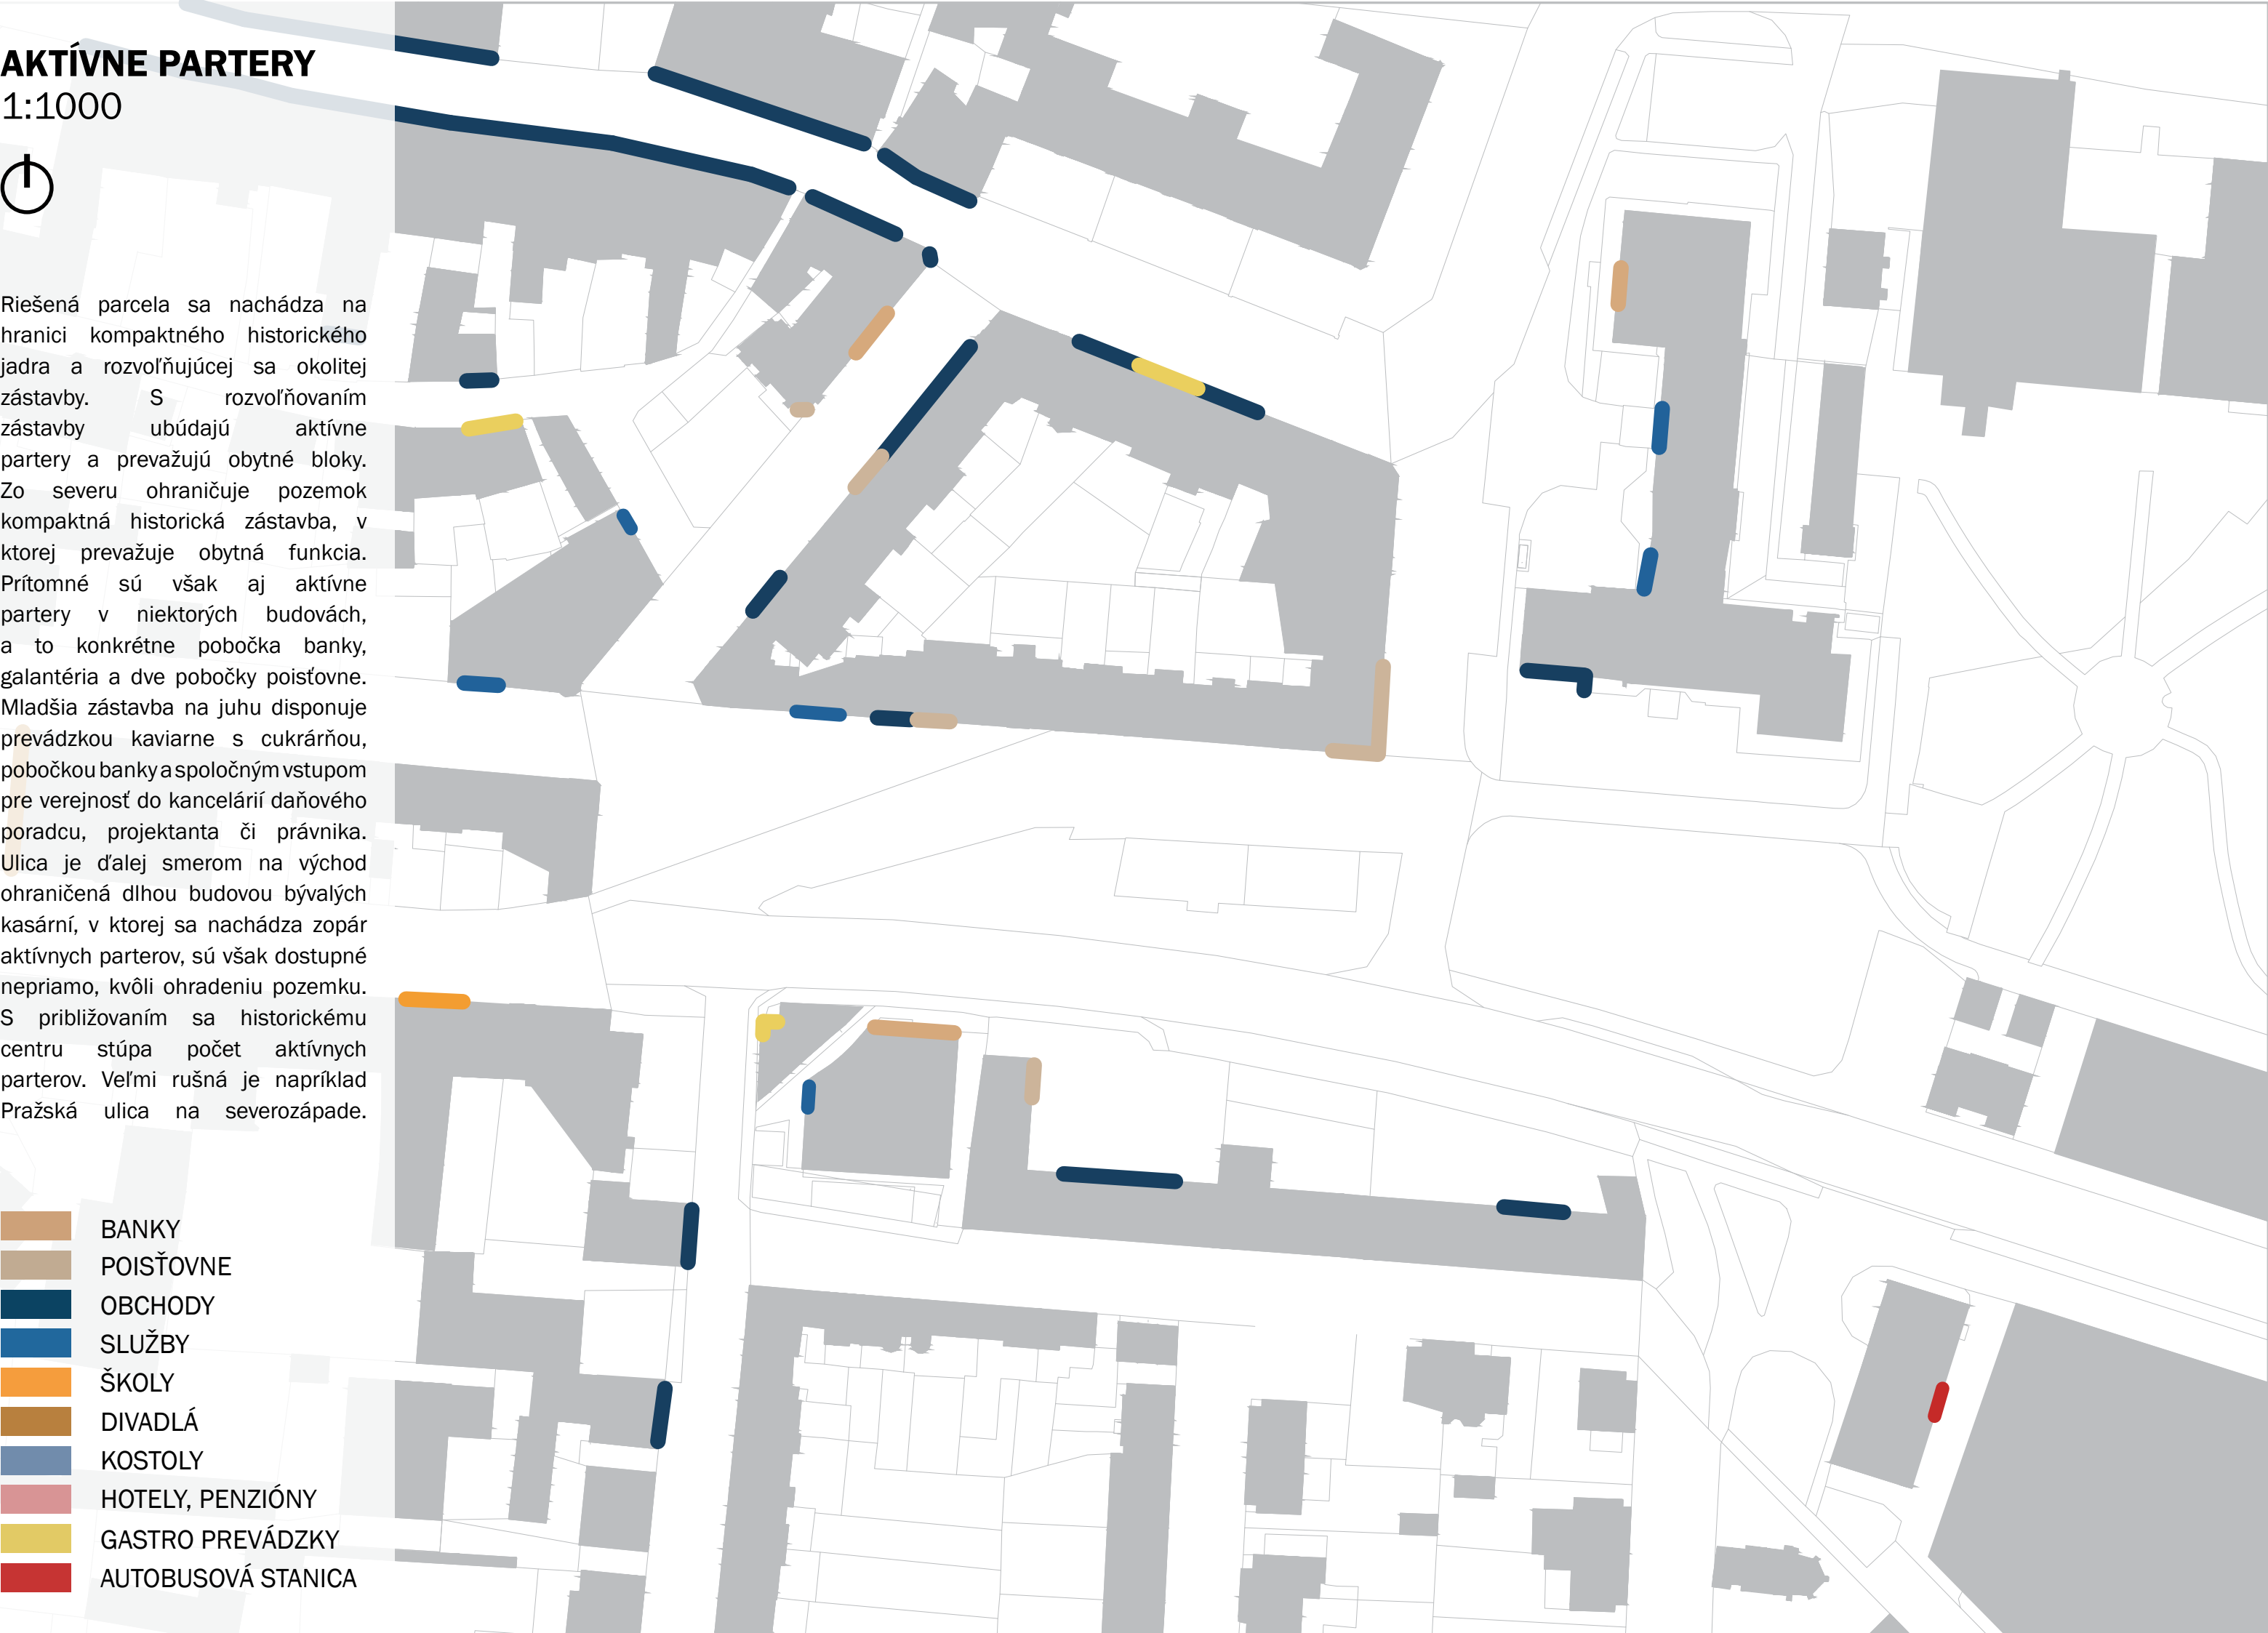 AKTÍVNE PARTERY
1:1000
Riešená parcela sa nachádza na
hranici kompaktného historického
jadra a rozvoľňujúcej sa okolitej
zástavby. S rozvoľňovaním
zástavby ubúdajú aktívne
partery a prevažujú obytné bloky.
Zo severu ohraničuje pozemok
kompaktná historická zástavba, v
ktorej prevažuje obytná funkcia.
Prítomné sú však aj aktívne
partery v niektorých budovách,
a to konkrétne pobočka banky,
galantéria a dve pobočky poisťovne.
Mladšia zástavba na juhu disponuje
prevádzkou kaviarne s cukrárňou,
pobočkou banky a spoločným vstupom
pre verejnosť do kancelárií daňového
poradcu, projektanta či právnika.
Ulica je ďalej smerom na východ
ohraničená dlhou budovou bývalých
kasární, v ktorej sa nachádza zopár
aktívnych parterov, sú však dostupné
nepriamo, kvôli ohradeniu pozemku.
S približovaním sa historickému
centru stúpa počet aktívnych
parterov. Veľmi rušná je napríklad
Pražská ulica na severozápade.
BANKY
POISŤOVNE
OBCHODY
SLUŽBY
ŠKOLY
DIVADLÁ
KOSTOLY
HOTELY, PENZIÓNY
GASTRO PREVÁDZKY
AUTOBUSOVÁ STANICA